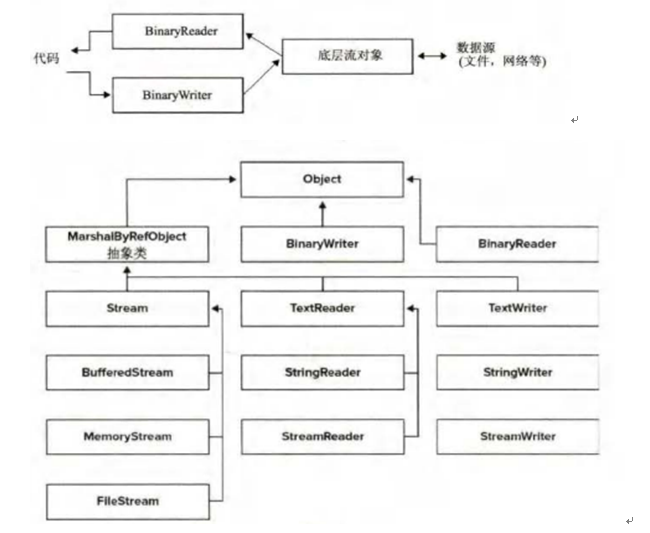 BinaryReader
代码
底层流对象
数据源
(文件，网络等)
BinaryWriter
Object
MarshalByRefObject
抽象类
BinaryWriter
BinaryReader
Stream
TextReader
TextWriter
BufferedStream
StringReader
StringWriter
MemoryStream
StreamReader
StreamWriter
FileStream